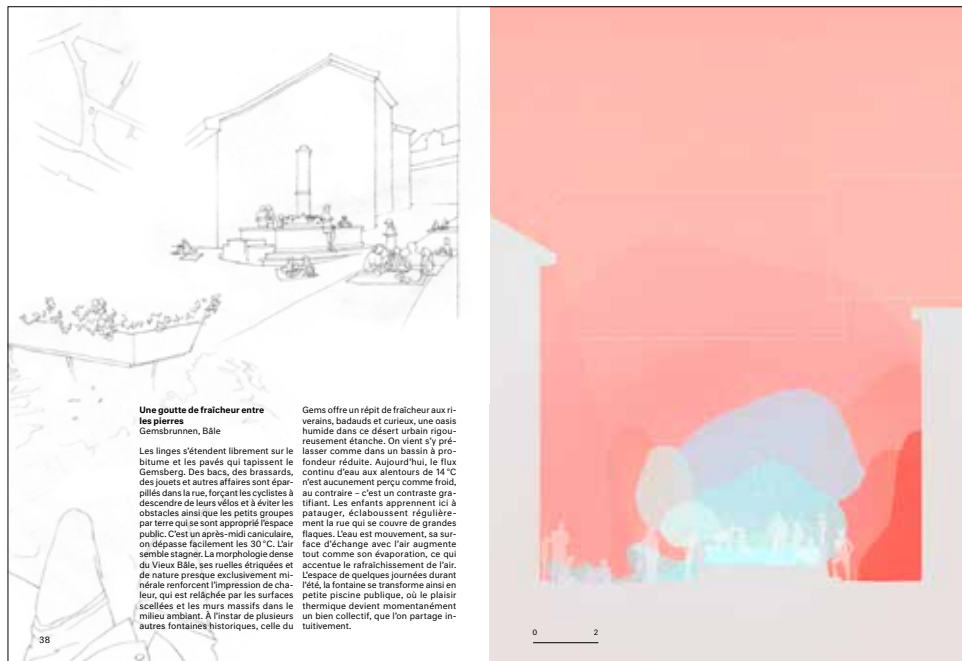 Une goutte de fraîcheur entre
les pierres
Gemsbrunnen, Bâle
Les linges s'étendent librement sur le
bitume et les pavés qui tapissent le
Gemsberg. Des bacs, des brassards,
des jouets et autres affaires sont épar-
pillés dans la rue, forçant les cyclistes à
descendre de leurs vélos et à éviter les
obstacles ainsi que les petits groupes
par terre qui se sont approprié l'espace
public. C'est un après-midi caniculaire,
on dépasse facilement les 30 °C. L'air
semble stagner. La morphologie dense
du Vieux Bâle, ses ruelles étriquées et
de nature presque exclusivement mi-
nérale renforcent l'impression de cha-
leur, qui est relâchée par les surfaces
scellées et les murs massifs dans le
milieu ambiant. À l'instar de plusieurs
autres fontaines historiques, celle du
Gems offre un répit de fraîcheur aux ri-
verains, badauds et curieux, une oasis
humide dans ce désert urbain rigou-
reusement étanche. On vient s'y pré-
lasser comme dans un bassin à pro-
fondeur réduite. Aujourd'hui, le flux
continu d'eau aux alentours de 14 °C
n'est aucunement perçu comme froid,
au contraire – c'est un contraste gra-
tifiant. Les enfants apprennent ici à
patauger, éclaboussent régulière-
ment la rue qui se couvre de grandes
flaques. L'eau est mouvement, sa sur-
face d'échange avec l'air augmente
tout comme son évaporation, ce qui
accentue le rafraîchissement de l'air.
L'espace de quelques journées durant
l'été, la fontaine se transforme ainsi en
petite piscine publique, où le plaisir
thermique devient momentanément
un bien collectif, que l'on partage in-
tuitivement.
38
0 2